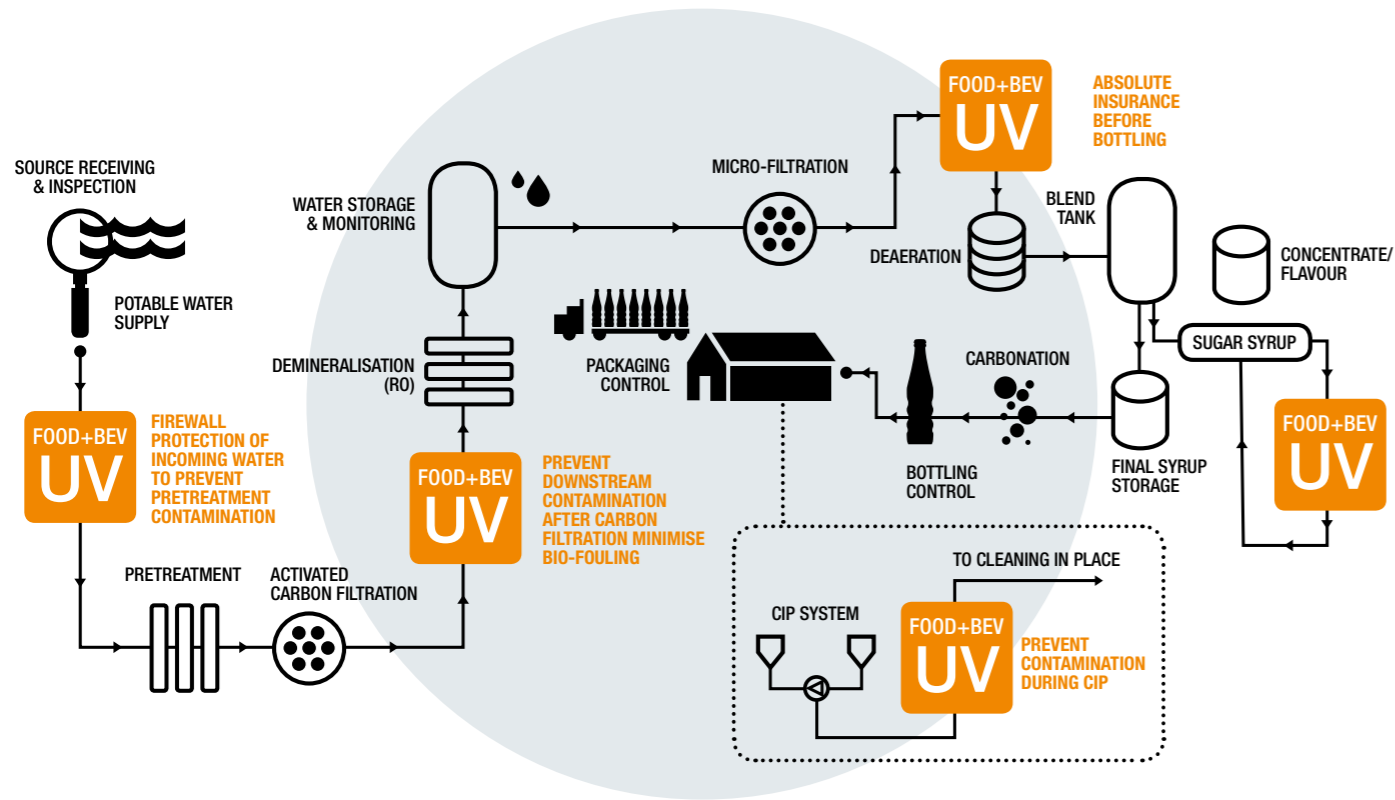 SOURCE RECEIVING
& INSPECTION
POTABLE WATER
SUPPLY
FOOD+BEV
UV
FIREWALL
PROTECTION OF
INCOMING WATER
TO PREVENT
PRETREATMENT
CONTAMINATION
PRETREATMENT
ACTIVATED
CARBON FILTRATION
FOOD+BEV
UV
PREVENT
DOWNSTREAM
CONTAMINATION
AFTER CARBON
FILTRATION MINIMISE
BIO-FOULING
DEMINERALISATION
(RO)
WATER STORAGE
& MONITORING
MICRO-FILTRATION
FOOD+BEV
UV
ABSOLUTE
INSURANCE
BEFORE
BOTTLING
DEAERATION
BLEND
TANK
CONCENTRATE/
FLAVOUR
SUGAR SYRUP
FOOD+BEV
UV
FINAL SYRUP
STORAGE
CARBONATION
BOTTLING
CONTROL
PACKAGING
CONTROL
TO CLEANING IN PLACE
CIP SYSTEM
FOOD+BEV
UV
PREVENT
CONTAMINATION
DURING CIP